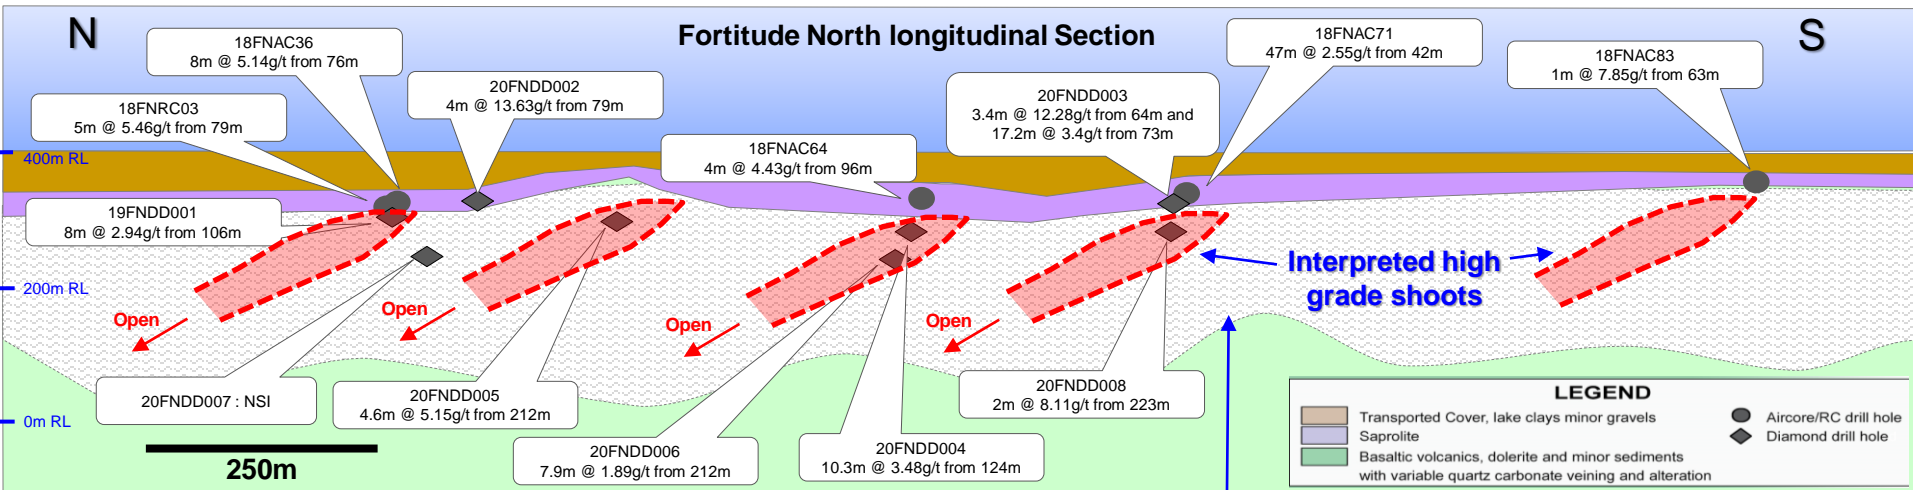 N
Fortitude North longitudinal Section
S
18FNAC36
8m @ 5.14g/t from 76m
20FNDD002
4m @ 13.63g/t from 79m
18FNRC03
5m @ 5.46g/t from 79m
18FNAC71
47m @ 2.55g/t from 42m
18FNAC83
1m @ 7.85g/t from 63m
20FNDD003
3.4m @ 12.28g/t from 64m and
17.2m @ 3.4g/t from 73m
18FNAC64
4m @ 4.43g/t from 96m
400m RL
19FNDD001
8m @ 2.94g/t from 106m
200m RL
Interpreted high
grade shoots
Open
Open
Open
Open
20FNDD007 : NSI
20FNDD005
4.6m @ 5.15g/t from 212m
20FNDD008
2m @ 8.11g/t from 223m
0m RL
20FNDD006
7.9m @ 1.89g/t from 212m
20FNDD004
10.3m @ 3.48g/t from 124m
250m
LEGEND
Transported Cover, lake clays minor gravels
Saprolite
Basaltic volcanics, dolerite and minor sediments
with variable quartz carbonate veining and alteration
Aircore/RC drill hole
Diamond drill hole